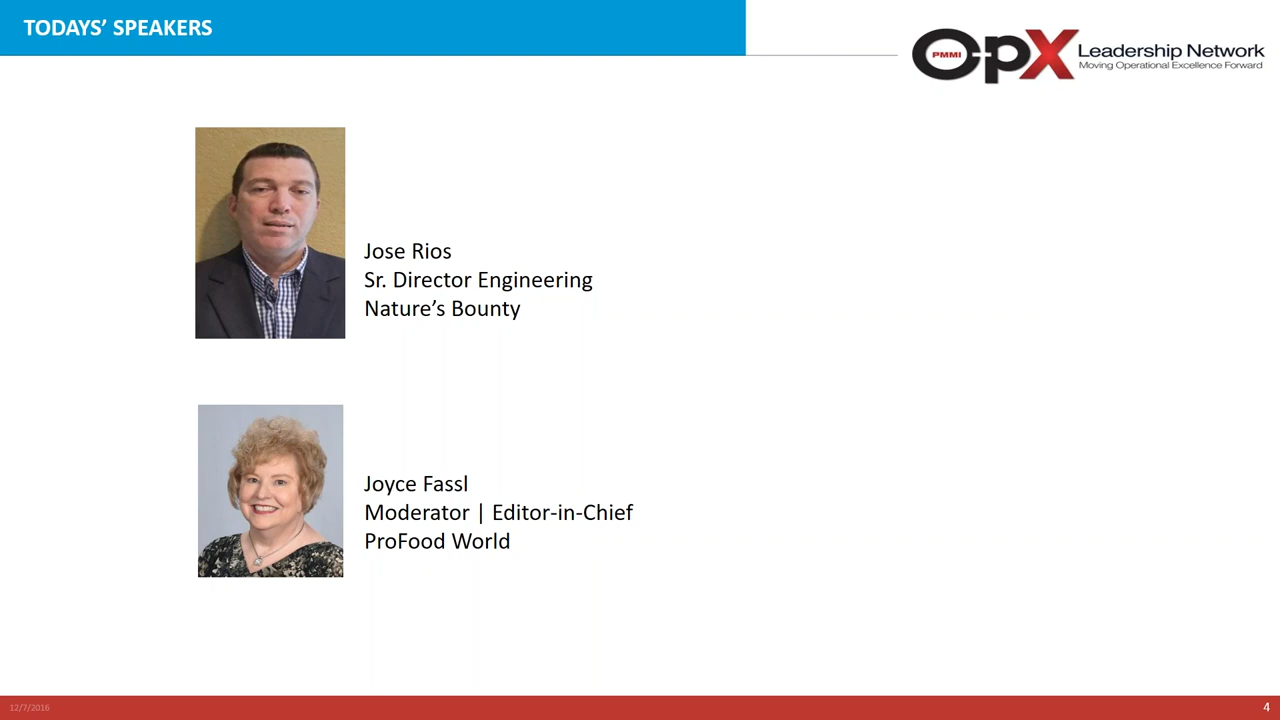 TODAYS’ SPEAKERS
PMMI
OpX
Leadership Network
Moving Operational Excellence Forward
Jose Rios
Sr. Director Engineering
Nature’s Bounty
Joyce Fassl
Moderator | Editor-in-Chief
ProFood World
12/7/2016
4